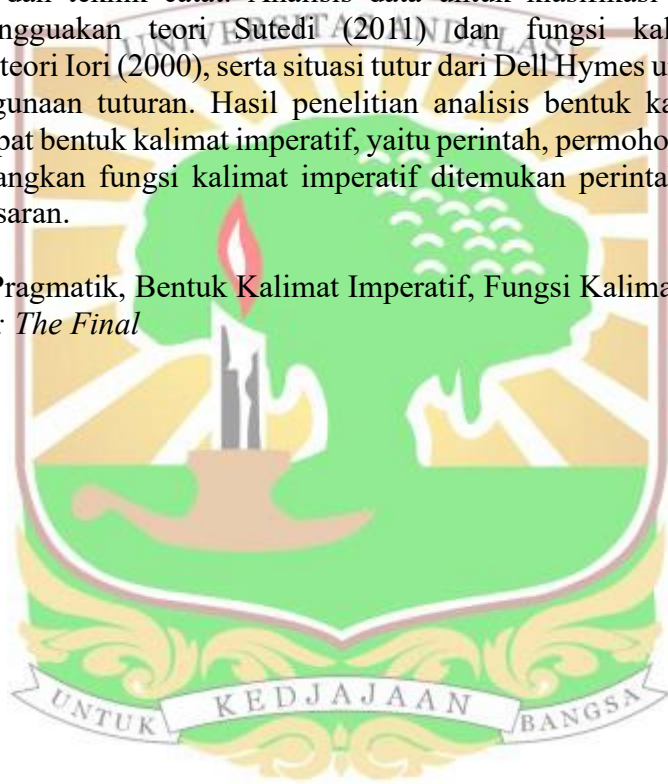 dan teknik catat. Analisis data untuk klasifikasi
ngguakan teori Sutedi (2011) dan fungsi kal
UNIVERSITAS ANDALAS
teori Iori (2000), serta situasi tutur dari Dell Hymes u
gunaan tuturan. Hasil penelitian analisis bentuk ka
pat bentuk kalimat imperatif, yaitu perintah, permoho
angkan fungsi kalimat imperatif ditemukan perinta
saran.
Pragmatik, Bentuk Kalimat Imperatif, Fungsi Kalima
: The Final
UNTUK KEDJAJAAN BANGSA